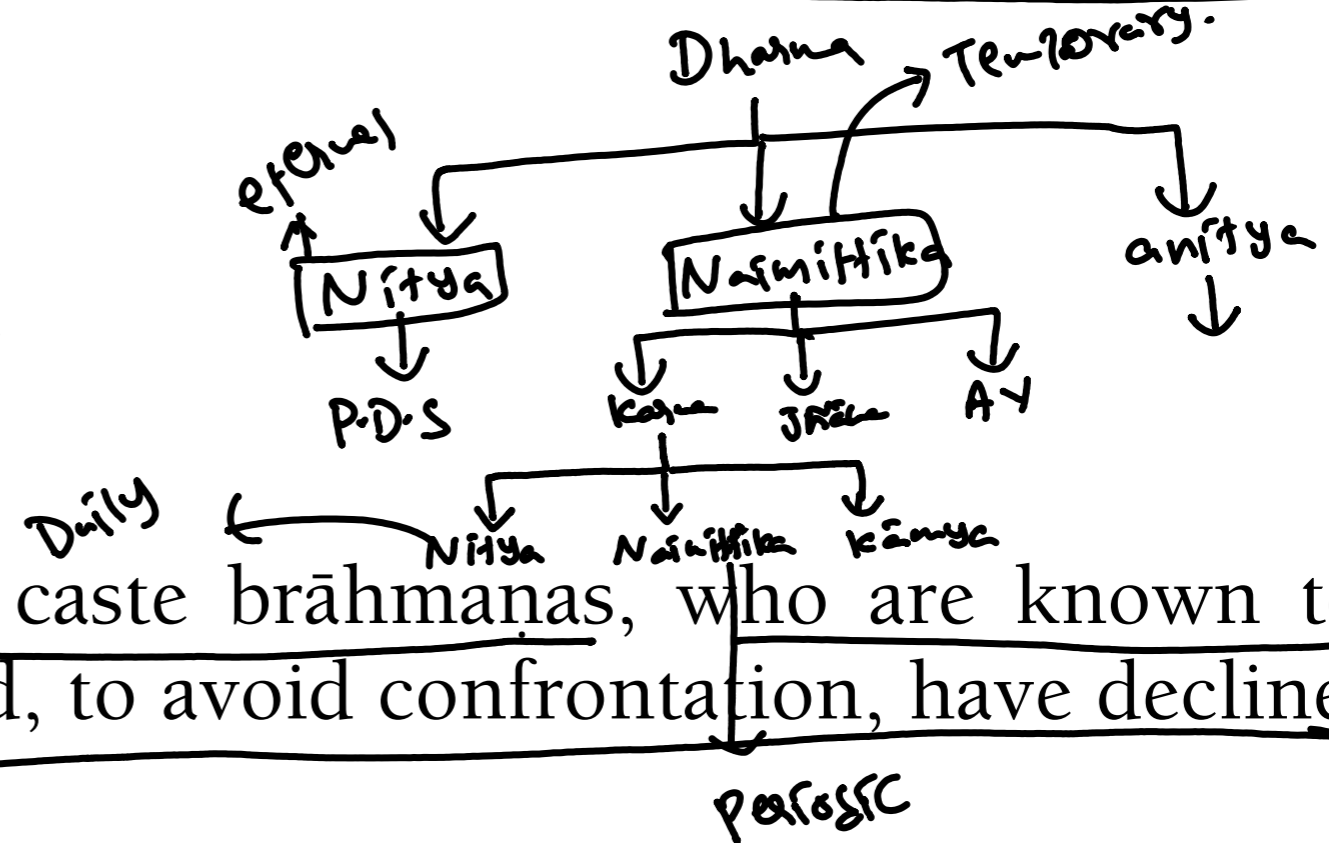 Dharma
Temporary.
eternal
Nitya
Naimittika
anitya
P.D.S
Karma
Jñāna
AY
Daily
Nitya
Naimittika
kāmya
caste brāhmaṇas, who are known t
d, to avoid confrontation, have decline
Periodic